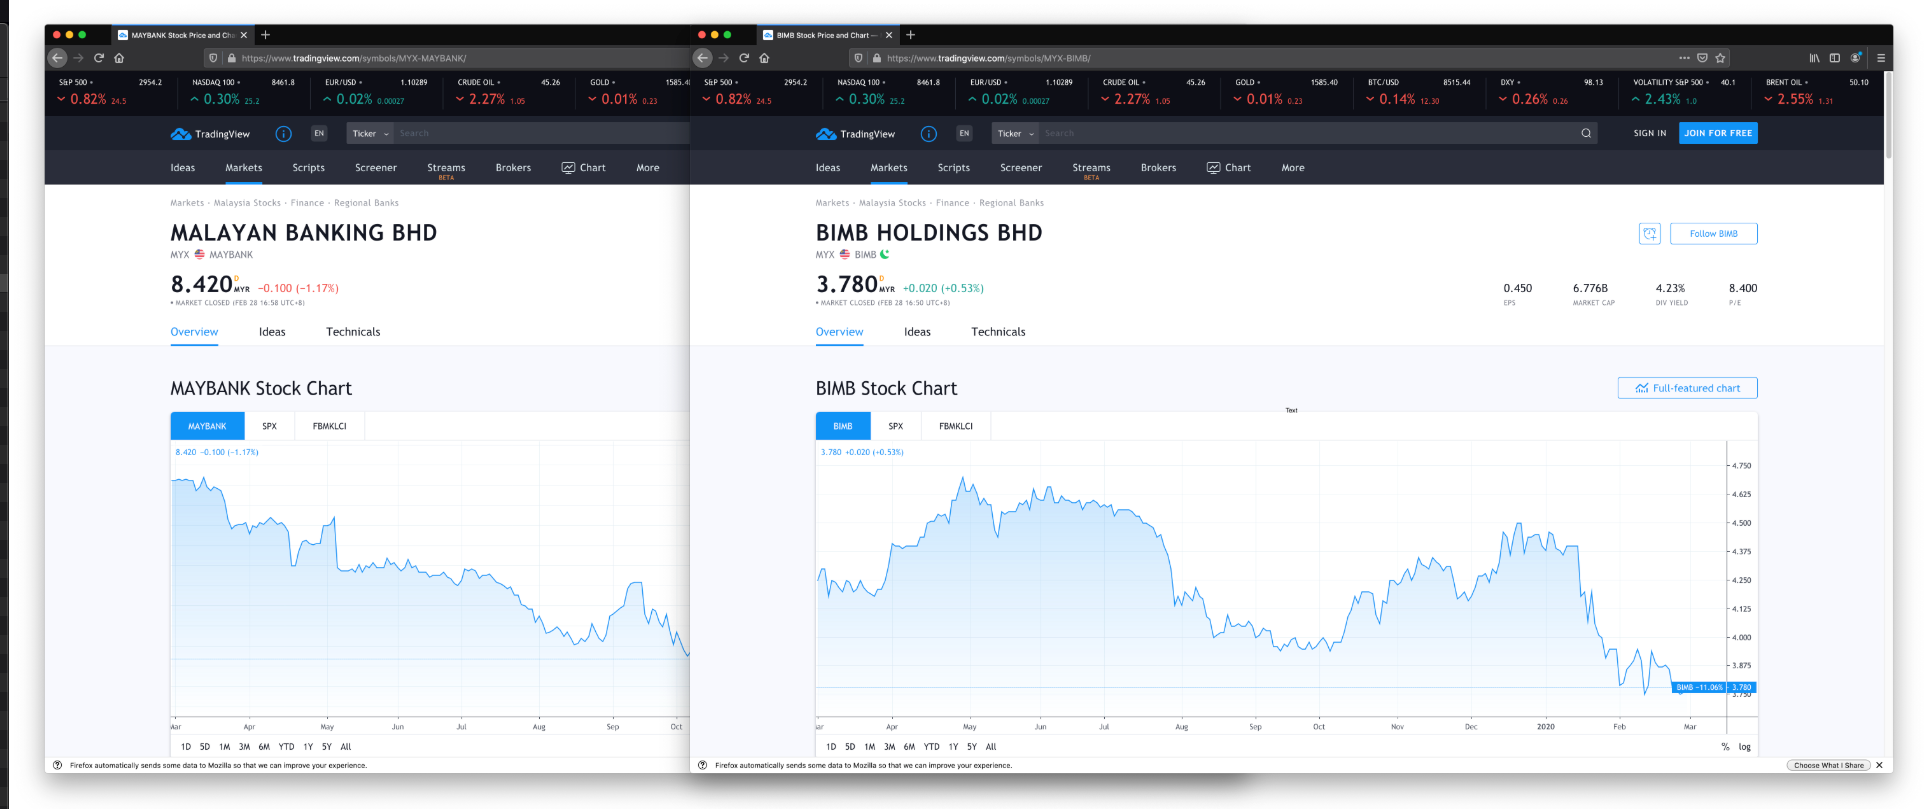 MAYBANK Stock Price and Cha
https://www.tradingview.com/symbols/MYX-MAYBANK/
S&P 500 2954.2
0.82% 24.5
NASDAQ 100 8461.8
0.30% 25.2
EUR/USD 1.10289
0.02% 0.00027
CRUDE OIL 45.26
2.27% 1.05
GOLD 1585.4
0.01% 0.23
TradingView EN Ticker Search
Ideas Markets Scripts Screener Streams Brokers Chart More
BETA
Markets · Malaysia Stocks · Finance · Regional Banks
MALAYAN BANKING BHD
MYX MAYBANK
8.420 D MYR −0.100 (−1.17%)
• MARKET CLOSED (FEB 28 16:58 UTC+8)
Overview Ideas Technicals
MAYBANK Stock Chart
MAYBANK SPX FBMKLCI
8.420 −0.100 (−1.17%)
Mar Apr May Jun Jul Aug Sep Oct
1D 5D 1M 3M 6M YTD 1Y 5Y All
Firefox automatically sends some data to Mozilla so that we can improve your experience.
BIMB Stock Price and Chart —
https://www.tradingview.com/symbols/MYX-BIMB/
S&P 500 2954.2
0.82% 24.5
NASDAQ 100 8461.8
0.30% 25.2
EUR/USD 1.10289
0.02% 0.00027
CRUDE OIL 45.26
2.27% 1.05
GOLD 1585.40
0.01% 0.23
BTC/USD 8515.44
0.14% 12.30
DXY 98.13
0.26% 0.26
VOLATILITY S&P 500 40.1
2.43% 1.0
BRENT OIL 50.10
2.55% 1.31
TradingView EN Ticker Search SIGN IN JOIN FOR FREE
Ideas Markets Scripts Screener Streams Brokers Chart More
BETA
Markets · Malaysia Stocks · Finance · Regional Banks
BIMB HOLDINGS BHD
Follow BIMB
MYX BIMB
3.780 D MYR +0.020 (+0.53%)
• MARKET CLOSED (FEB 28 16:50 UTC+8)
0.450 6.776B 4.23% 8.400
EPS MARKET CAP DIV YIELD P/E
Overview Ideas Technicals
BIMB Stock Chart
Full-featured chart
Text
BIMB SPX FBMKLCI
3.780 +0.020 (+0.53%)
4.750
4.625
4.500
4.375
4.250
4.125
4.000
3.875
BIMB −11.06% 3.780
3.750
ar Apr May Jun Jul Aug Sep Oct Nov Dec 2020 Feb Mar
1D 5D 1M 3M 6M YTD 1Y 5Y All
% log
Firefox automatically sends some data to Mozilla so that we can improve your experience.
Choose What I Share